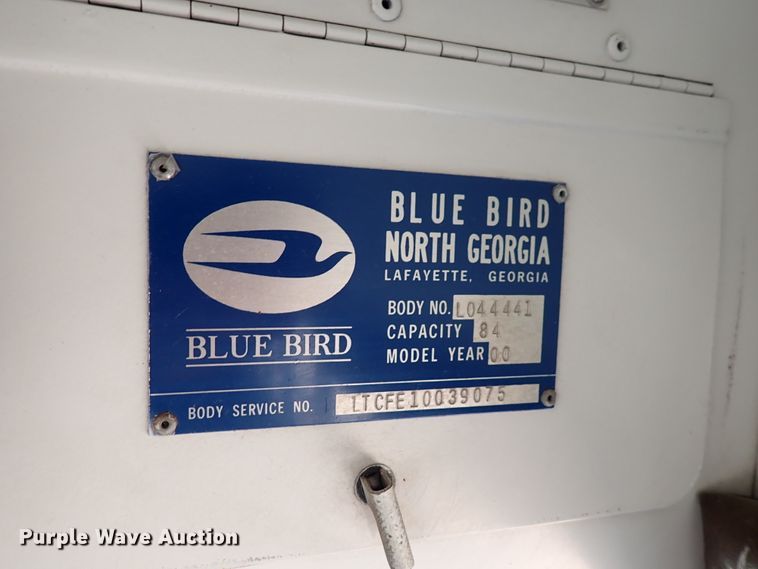 BLUE BIRD
NORTH GEORGIA
LAFAYETTE, GEORGIA
BODY NO. L044441
CAPACITY 84
MODEL YEAR 00
BLUE BIRD
BODY SERVICE NO. LTCFE10039075
Purple Wave Auction